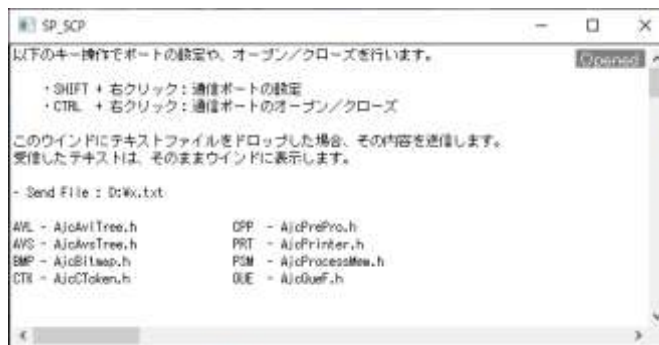 SP_SCP
以下のキー操作でポートの設定や、オープン／クローズを行います。
Opened
・SHIFT + 右クリック：通信ポートの設定
・CTRL + 右クリック：通信ポートのオープン／クローズ
このウインドにテキストファイルをドロップした場合、その内容を送信します。
受信したテキストは、そのままウインドに表示します。
- Send File : D:\x.txt
AVL - AjcAvlTree.h CPP - AjcPrePro.h
AVS - AjcAvsTree.h PRT - AjcPrinter.h
BMP - AjcBitmap.h PSM - AjcProcessMem.h
CTK - AjcCToken.h QUE - AjcQueF.h